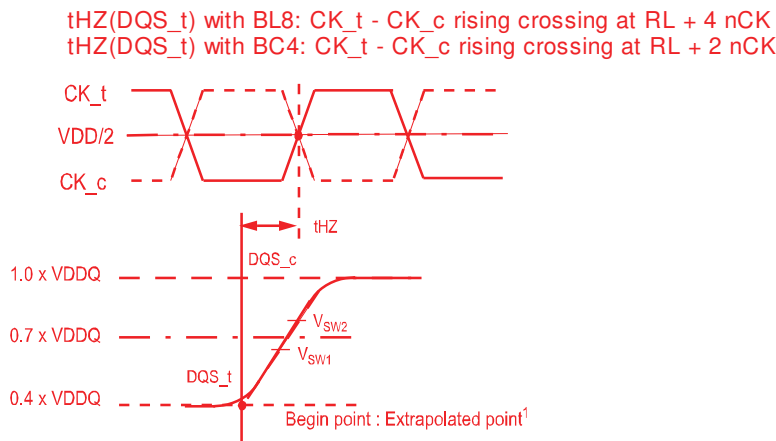 tHZ(DQS_t) with BL8: CK_t - CK_c rising crossing at RL + 4 nCK
tHZ(DQS_t) with BC4: CK_t - CK_c rising crossing at RL + 2 nCK
CK_t
VDD/2
CK_c
tHZ
DQS_c
1.0 x VDDQ
VSW2
0.7 x VDDQ
VSW1
DQS_t
0.4 x VDDQ
Begin point : Extrapolated point1